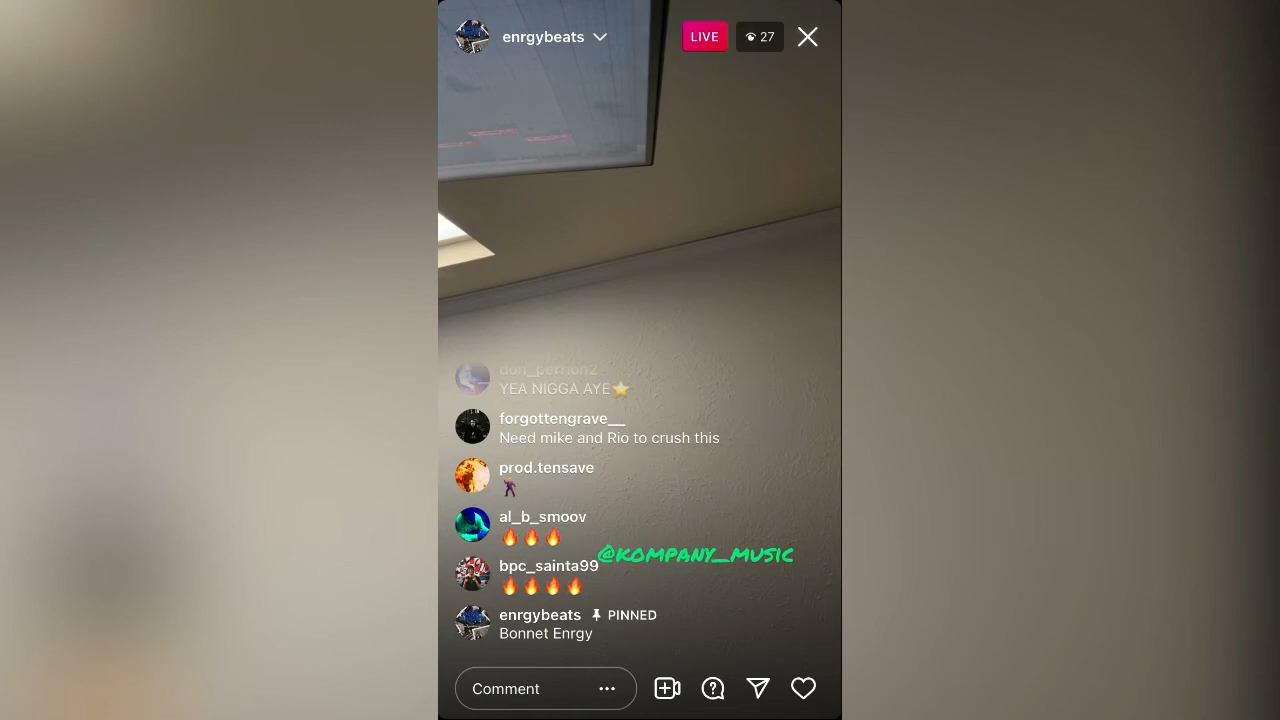 enrgybeats
LIVE
27
don_perrion2
YEA NIGGA AYE⭐
forgottengrave__
Need mike and Rio to crush this
prod.tensave
🕺
al_b_smoov
🔥🔥🔥
@KOMPANY_MUSIC
bpc_sainta99
🔥🔥🔥🔥
enrgybeats PINNED
Bonnet Enrgy
Comment